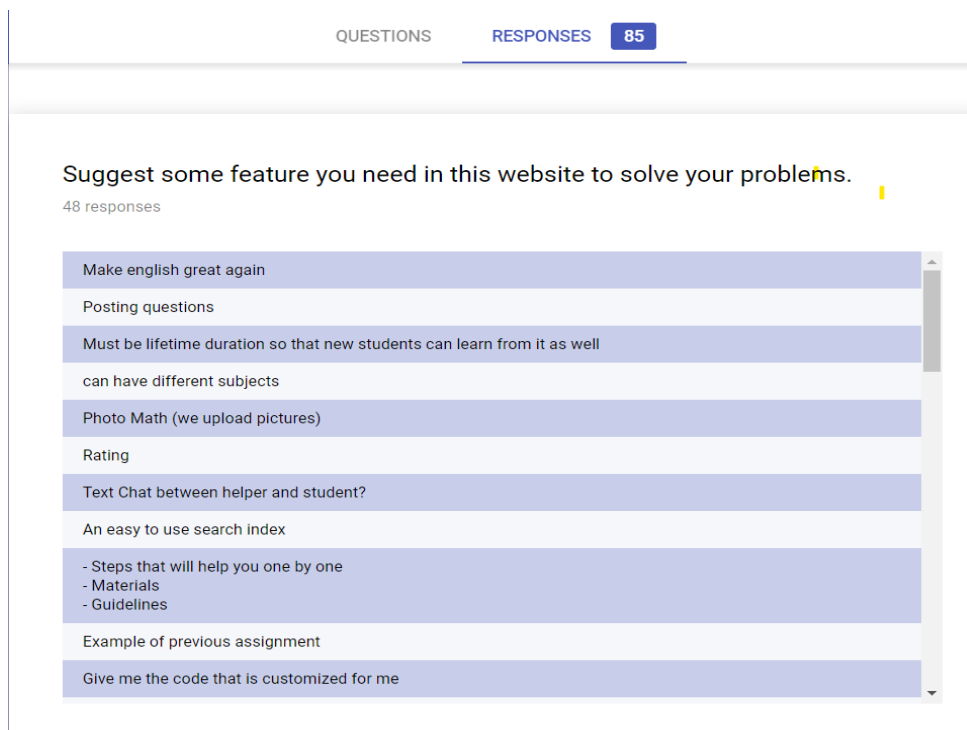 QUESTIONS RESPONSES 85
Suggest some feature you need in this website to solve your problems.
48 responses
Make english great again
Posting questions
Must be lifetime duration so that new students can learn from it as well
can have different subjects
Photo Math (we upload pictures)
Rating
Text Chat between helper and student?
An easy to use search index
- Steps that will help you one by one
- Materials
- Guidelines
Example of previous assignment
Give me the code that is customized for me